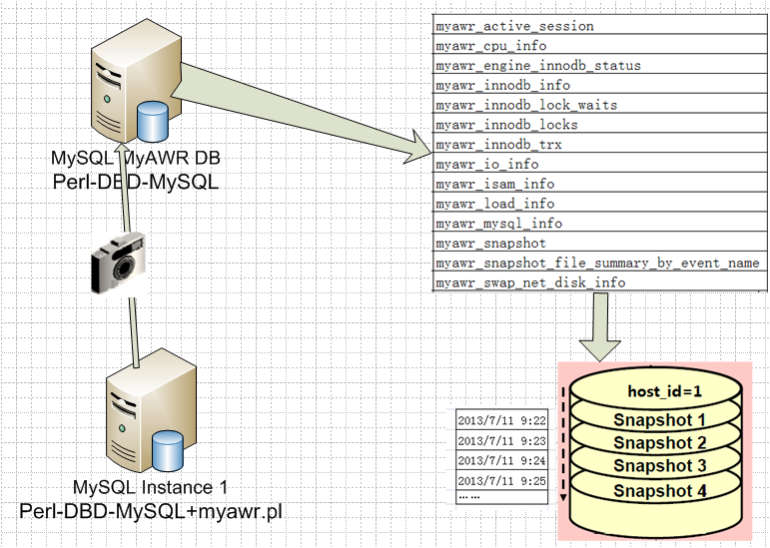 MySQL MyAWR DB
Perl-DBD-MySQL
MySQL Instance 1
Perl-DBD-MySQL+myawr.pl
myawr_active_session
myawr_cpu_info
myawr_engine_innodb_status
myawr_innodb_info
myawr_innodb_lock_waits
myawr_innodb_locks
myawr_innodb_trx
myawr_io_info
myawr_isam_info
myawr_load_info
myawr_mysql_info
myawr_snapshot
myawr_snapshot_file_summary_by_event_name
myawr_swap_net_disk_info
2013/7/11 9:22
2013/7/11 9:23
2013/7/11 9:24
2013/7/11 9:25
… …
host_id=1
Snapshot 1
Snapshot 2
Snapshot 3
Snapshot 4